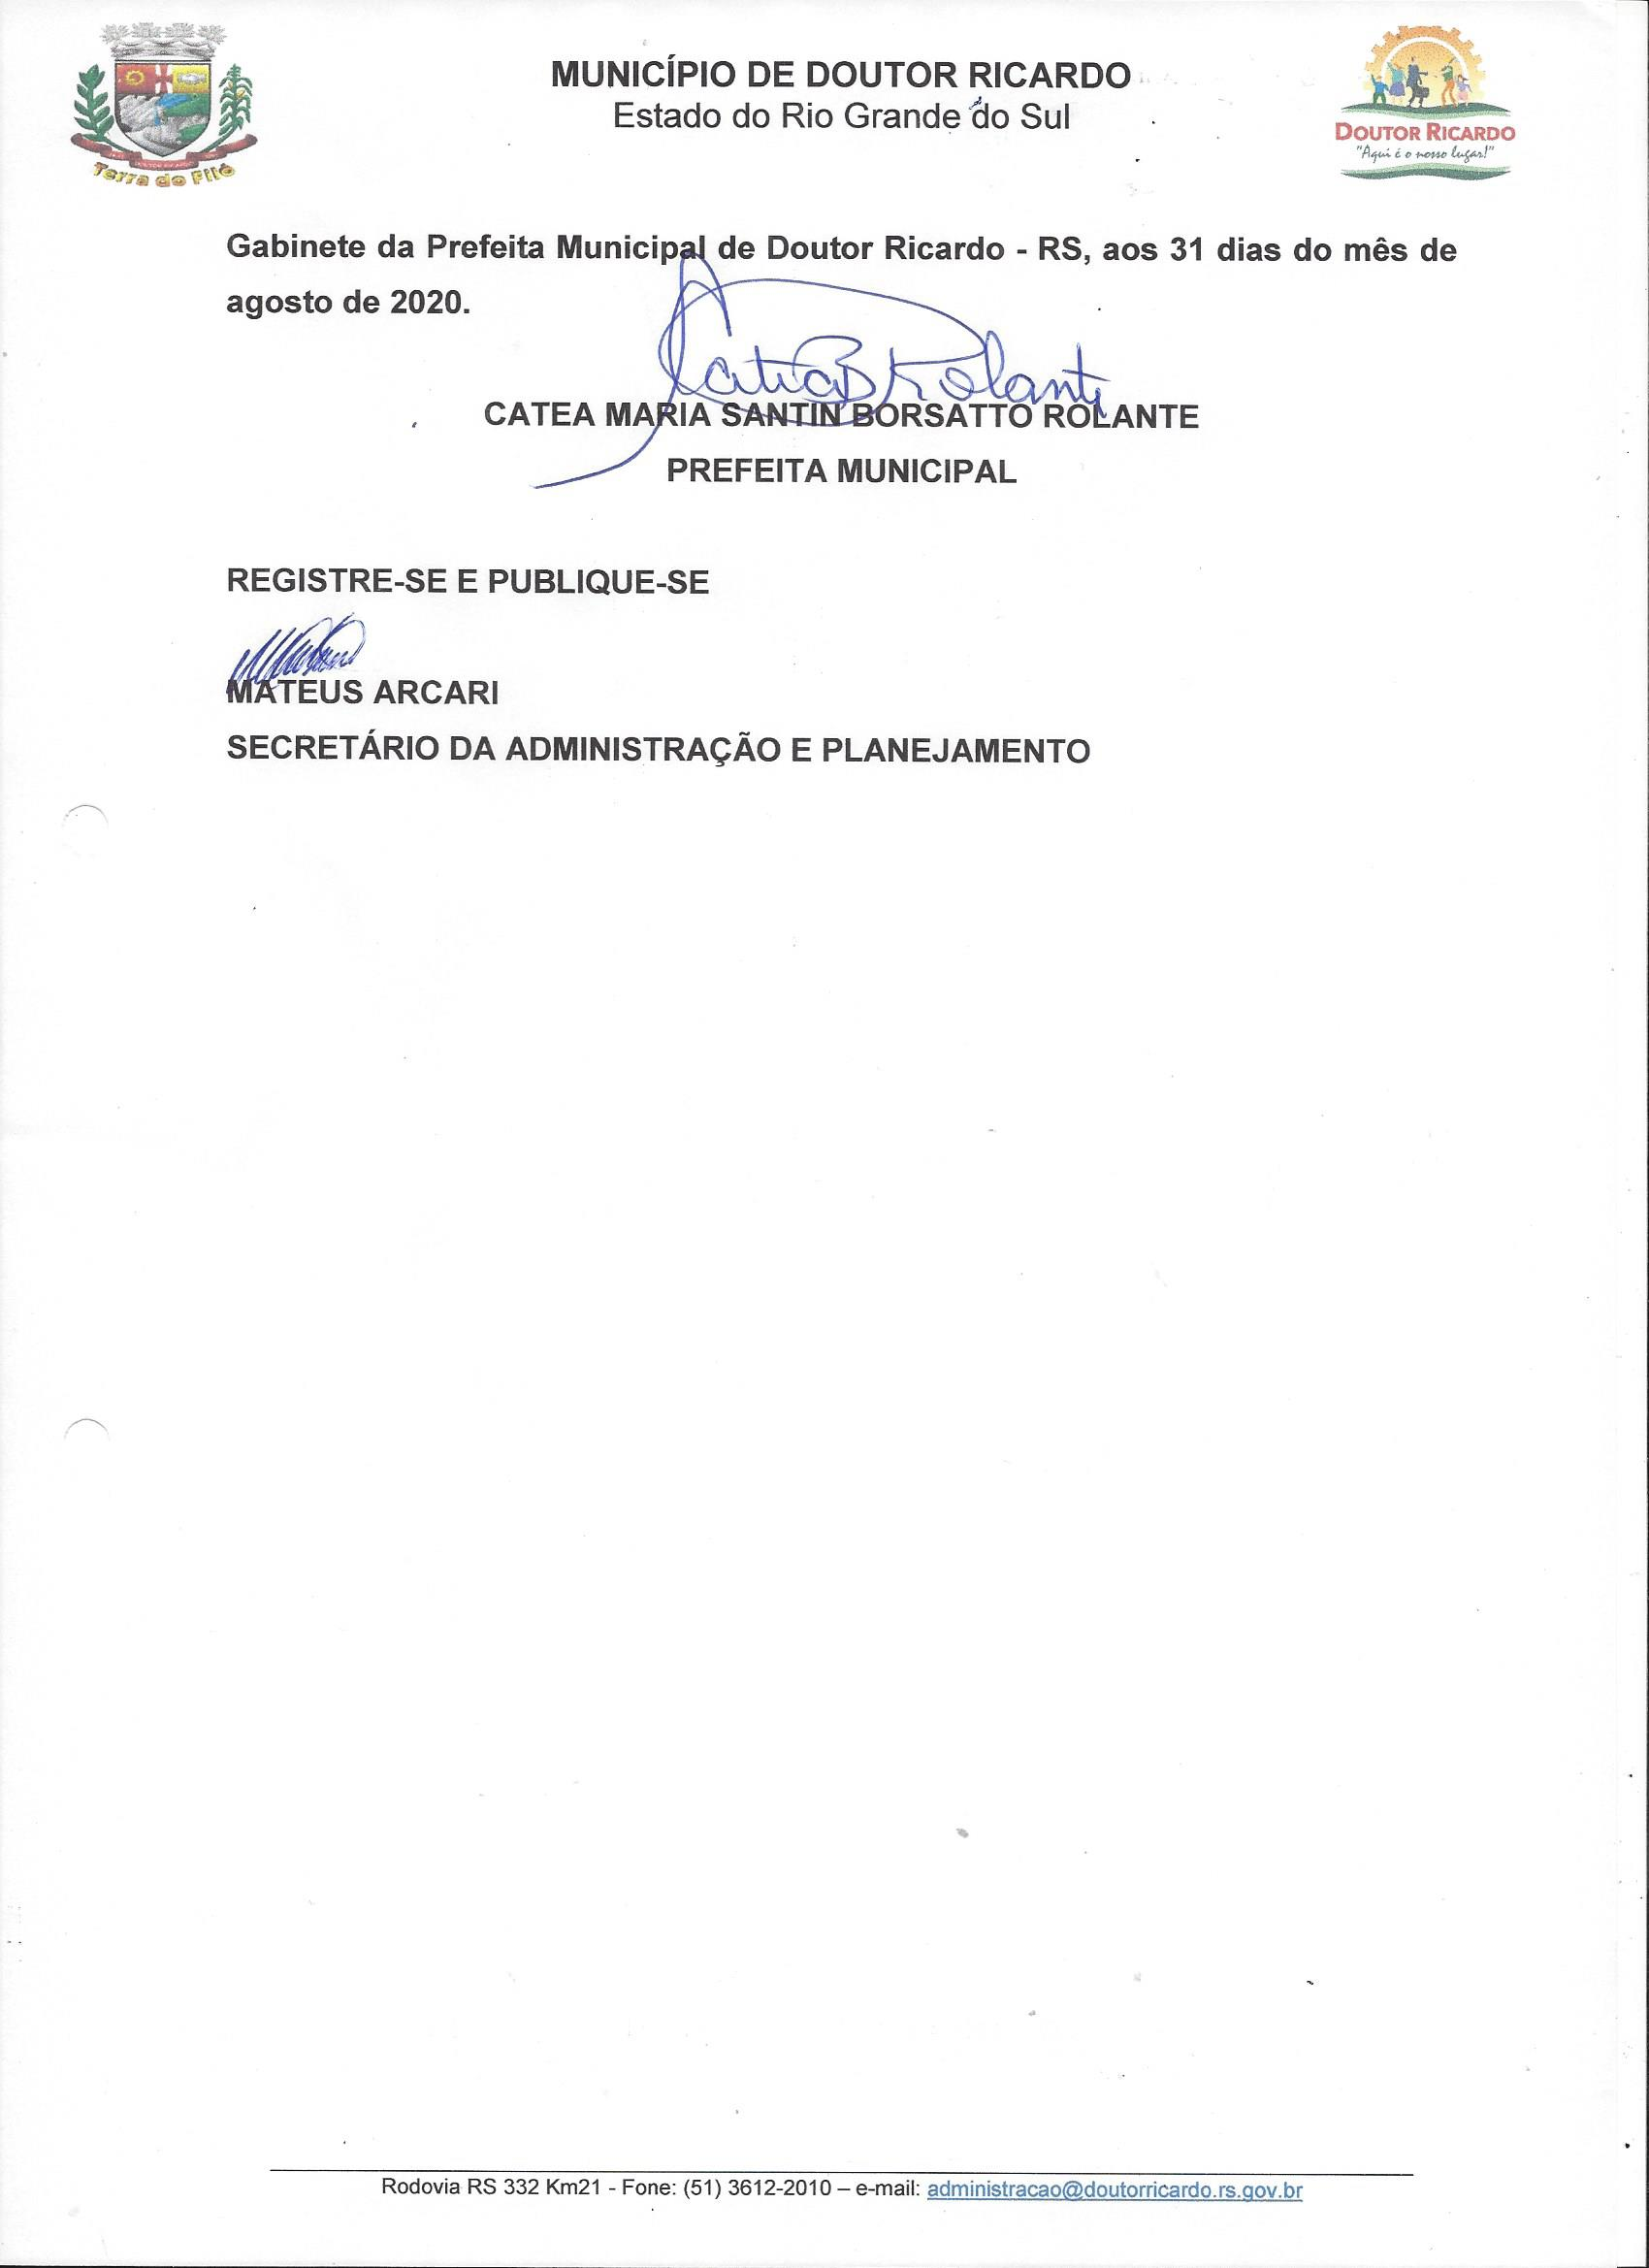 MUNICÍPIO DE DOUTOR RICARDO
Estado do Rio Grande do Sul
Terra do Filó
DOUTOR RICARDO
"Aqui é o nosso lugar!"
Gabinete da Prefeita Municipal de Doutor Ricardo - RS, aos 31 dias do mês de
agosto de 2020.
Catea B Rolante
CATEA MARIA SANTIN BORSATTO ROLANTE
PREFEITA MUNICIPAL
REGISTRE-SE E PUBLIQUE-SE
MATEUS ARCARI
SECRETÁRIO DA ADMINISTRAÇÃO E PLANEJAMENTO
Rodovia RS 332 Km21 - Fone: (51) 3612-2010 – e-mail: administracao@doutorricardo.rs.gov.br